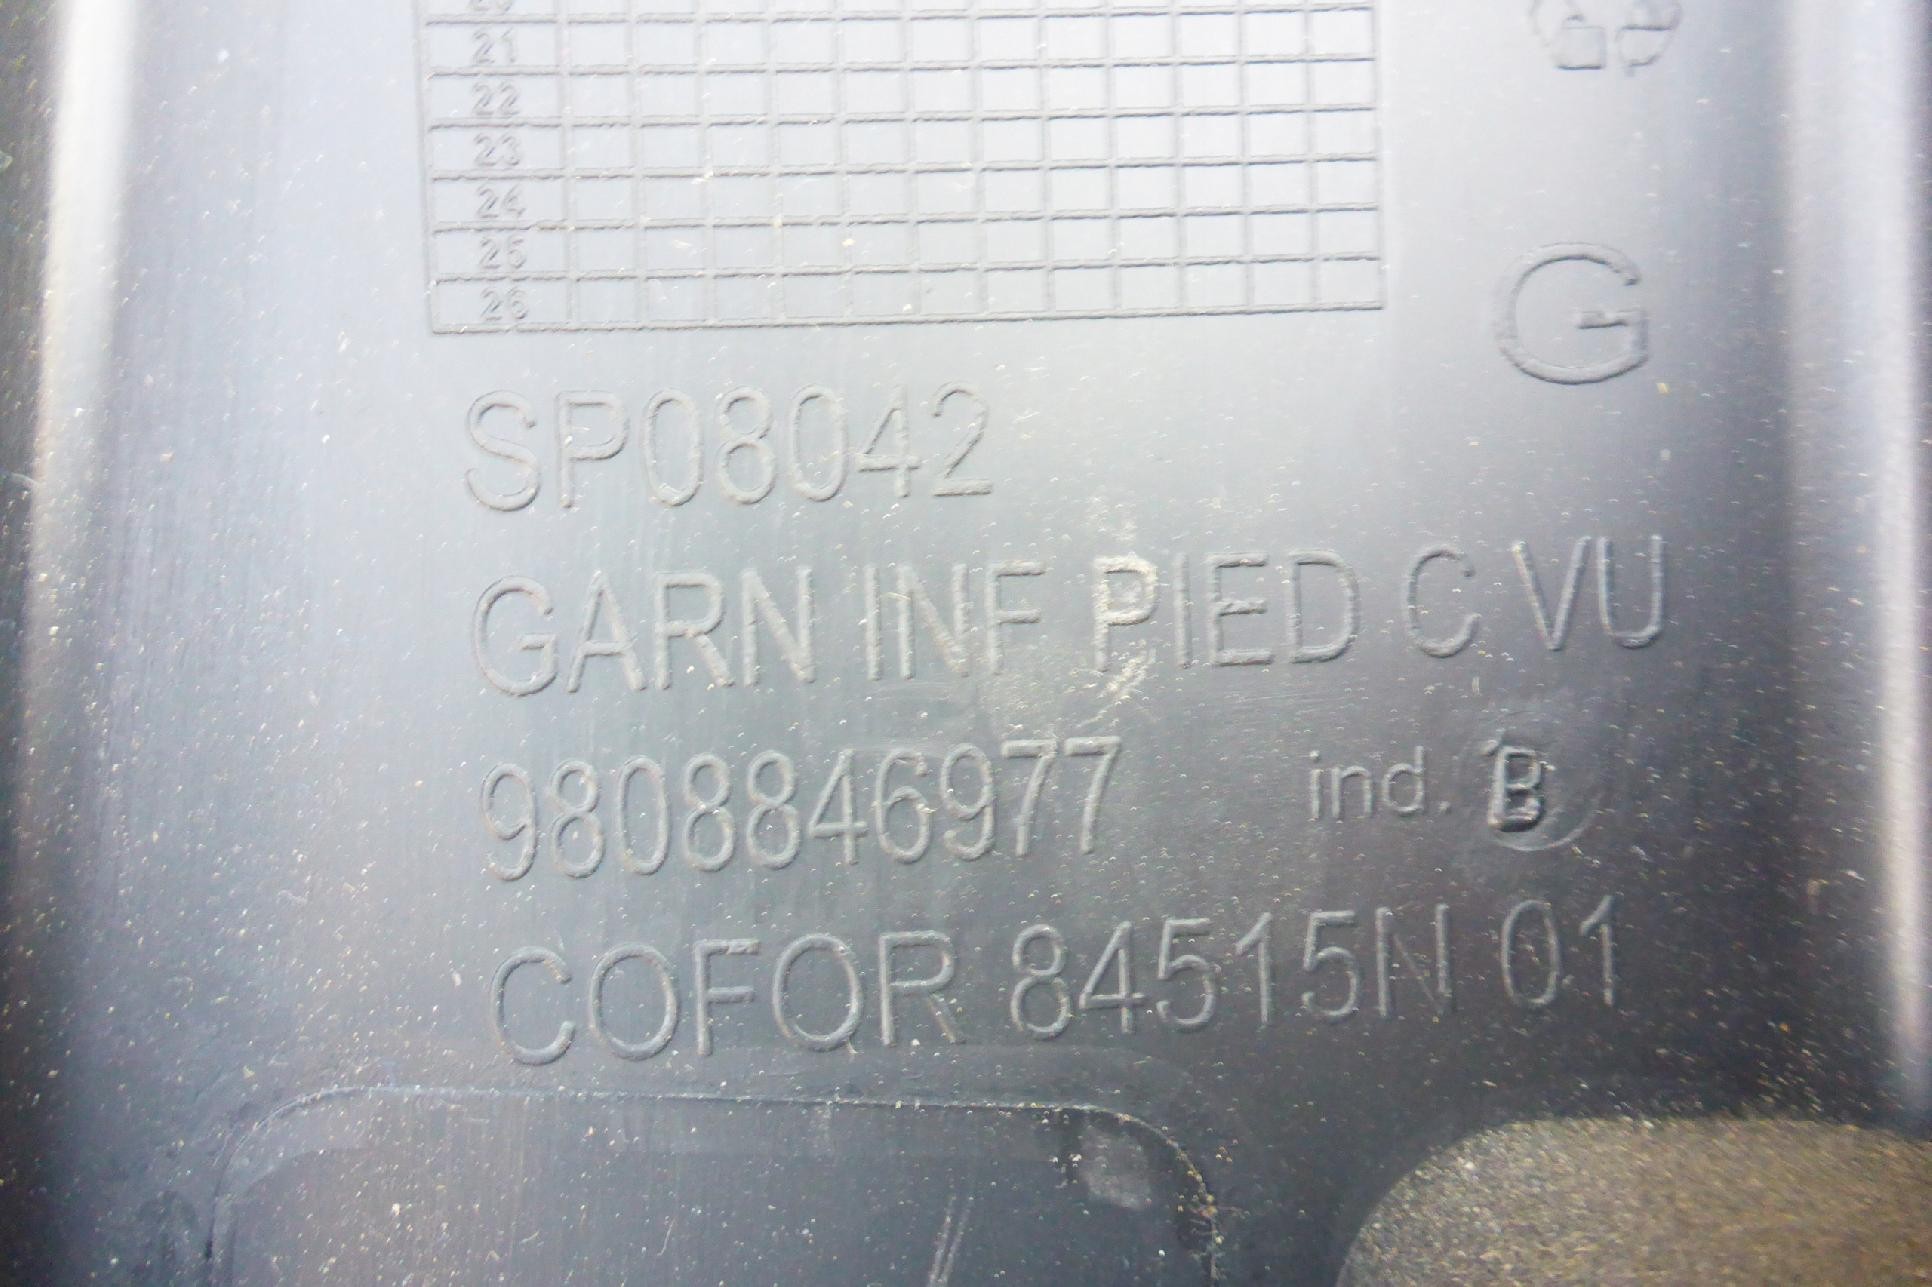 21
22
23
24
25
26
G
SP08042
GARN INF PIED C VU
9808846977 ind. B
COFOR 84515N 01